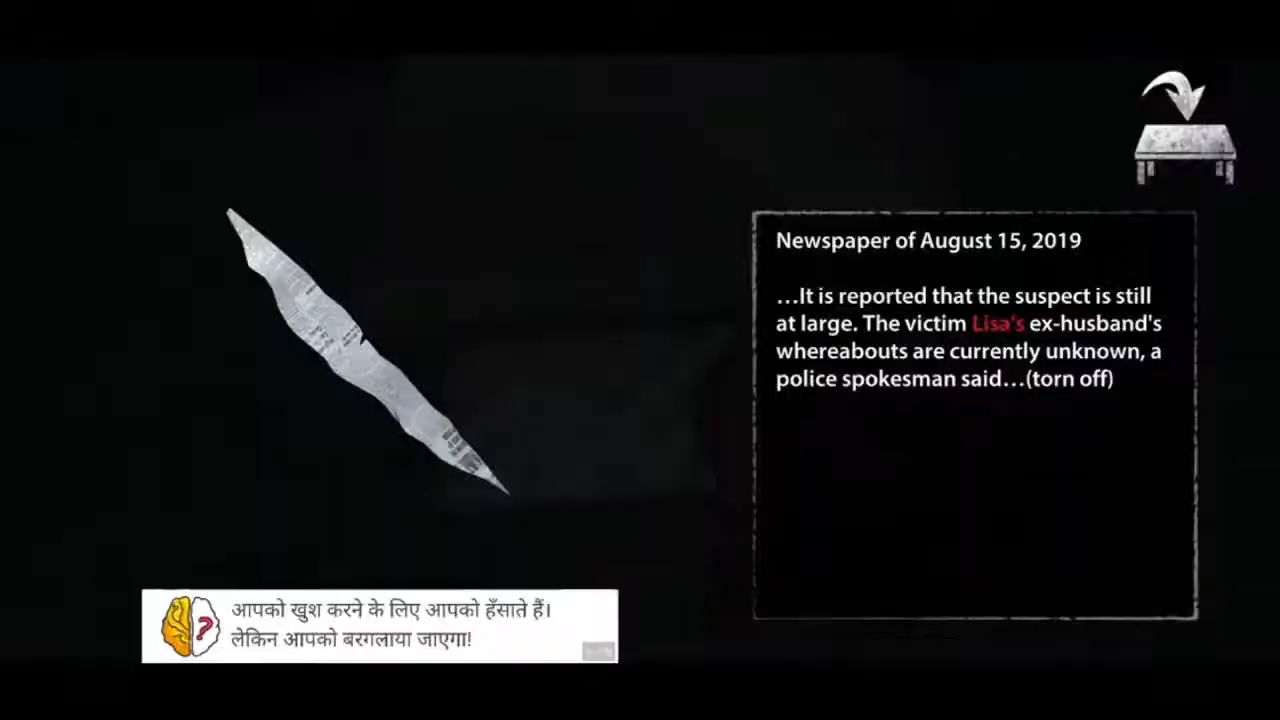 Newspaper of August 15, 2019
…It is reported that the suspect is still
at large. The victim Lisa's ex-husband's
whereabouts are currently unknown, a
police spokesman said…(torn off)
आपको खुश करने के लिए आपको हँसाते हैं।
लेकिन आपको बरगलाया जाएगा!